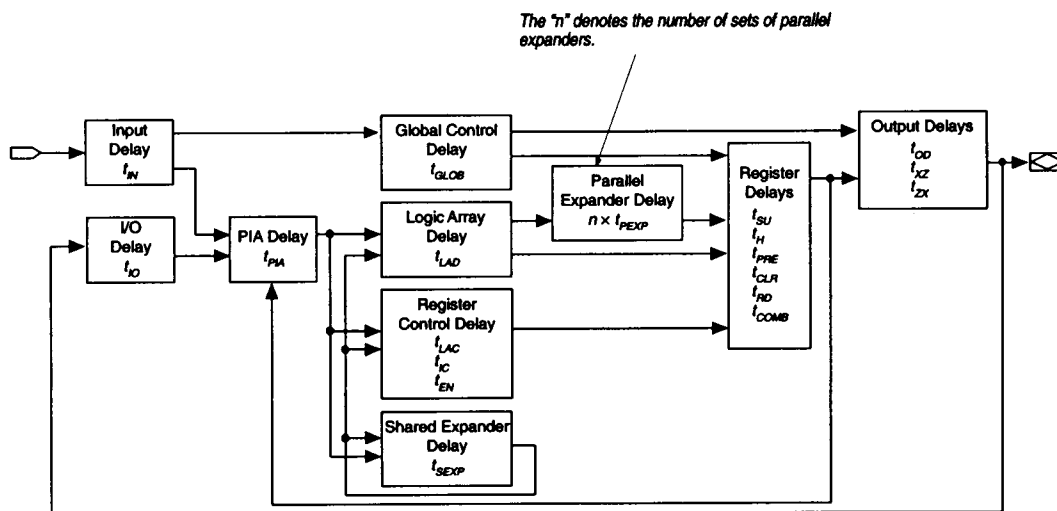 The "n" denotes the number of sets of parallel
expanders.
Input
Delay
tIN
I/O
Delay
tIO
PIA Delay
tPIA
Global Control
Delay
tGLOB
Logic Array
Delay
tLAD
Register
Control Delay
tLAC
tIC
tEN
Shared Expander
Delay
tSEXP
Parallel
Expander Delay
n × tPEXP
Register
Delays
tSU
tH
tPRE
tCLR
tRD
tCOMB
Output Delays
tOD
tXZ
tZX